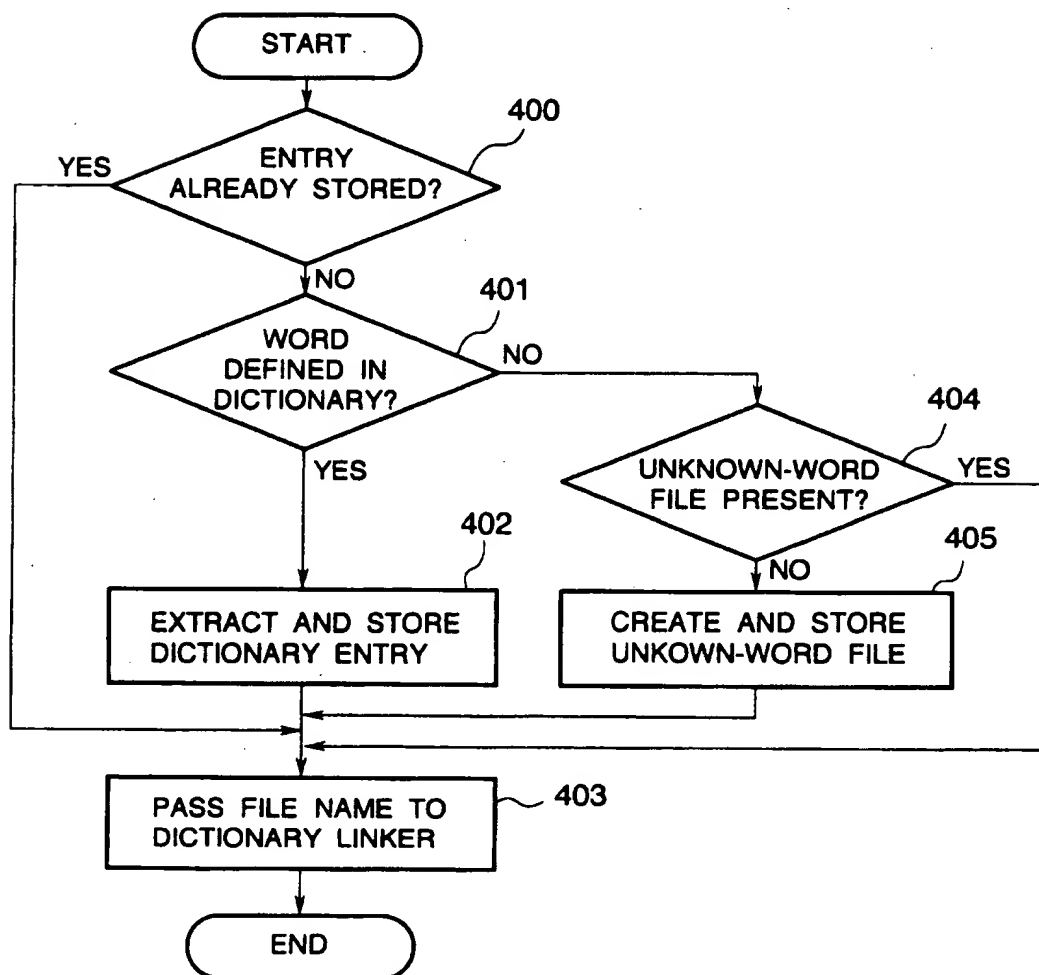 START
400
YES
ENTRY
ALREADY STORED?
NO
401
WORD
DEFINED IN
DICTIONARY?
NO
YES
404
UNKNOWN-WORD
FILE PRESENT?
YES
NO
402
EXTRACT AND STORE
DICTIONARY ENTRY
405
CREATE AND STORE
UNKOWN-WORD FILE
PASS FILE NAME TO
DICTIONARY LINKER
403
END